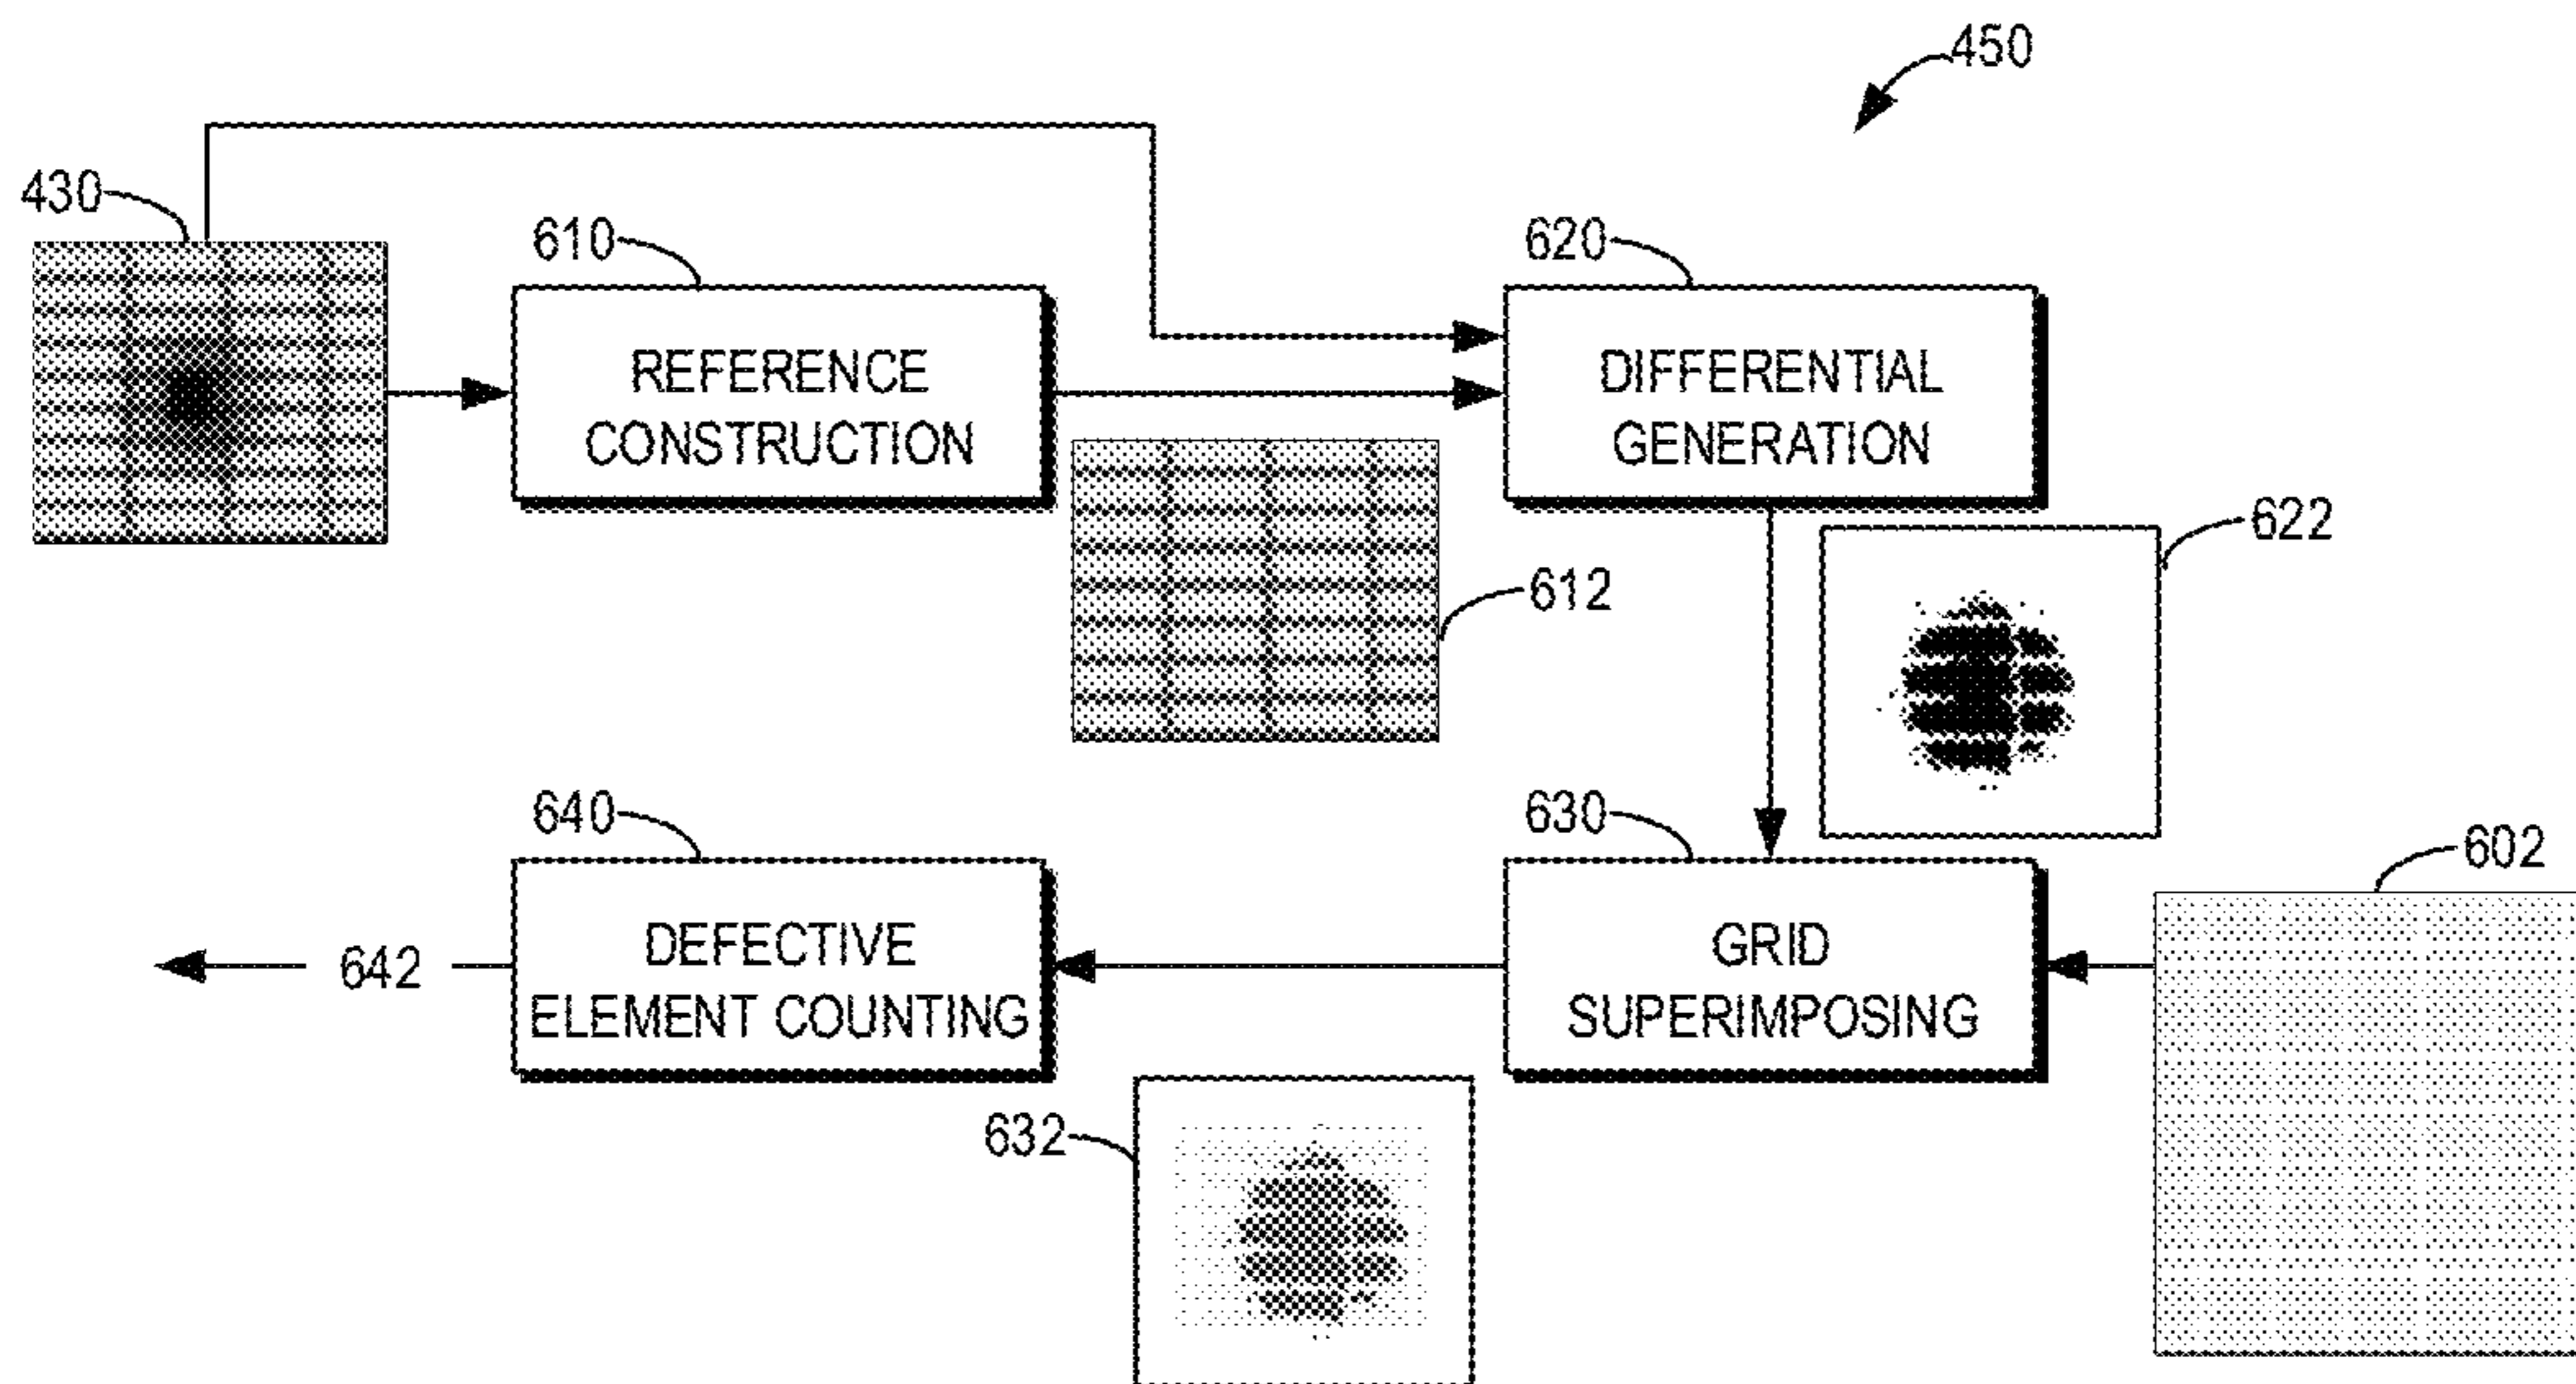 450
430
610
620
REFERENCE
CONSTRUCTION
DIFFERENTIAL
GENERATION
622
612
640
630
602
DEFECTIVE
ELEMENT COUNTING
GRID
SUPERIMPOSING
642
632